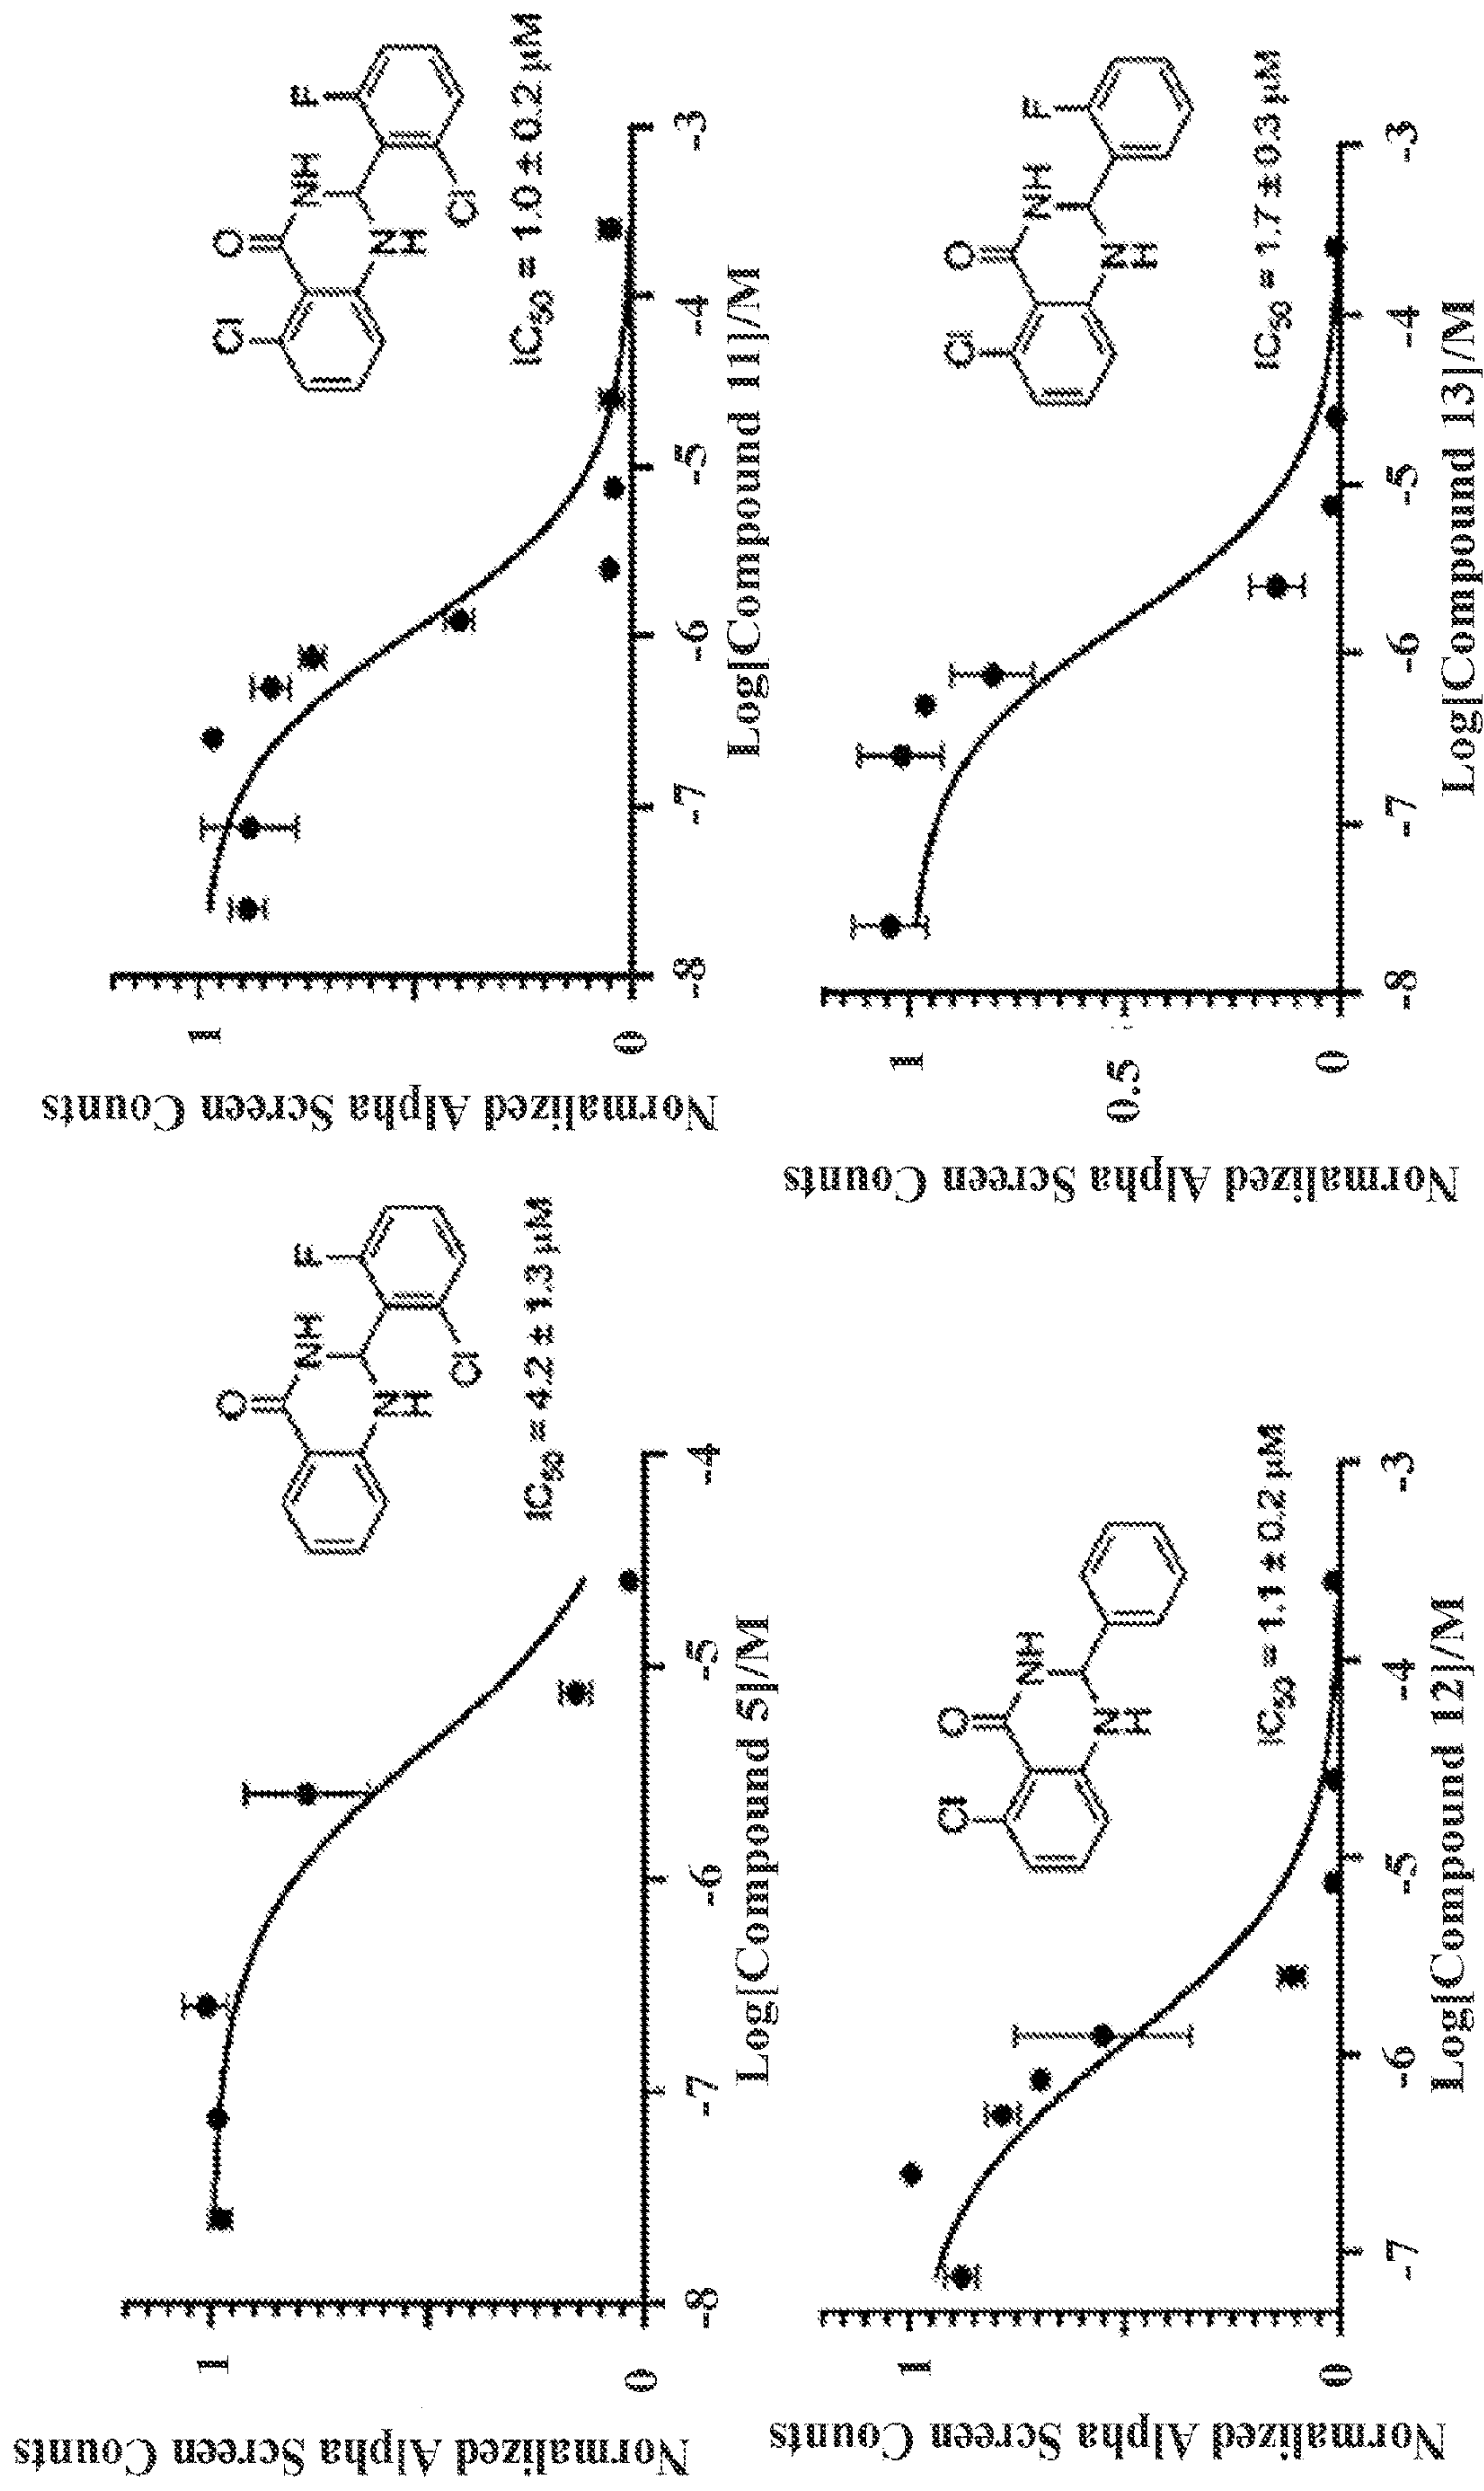 Normalized Alpha Screen Counts
1
0
-8
-7
-6
-5
-4
Log[Compound 5]/M
O
NH
N
H
F
Cl
IC50 = 4.2 ± 1.3 µM
Normalized Alpha Screen Counts
1
0
-8
-7
-6
-5
-4
-3
Log[Compound 11]/M
Cl
O
NH
N
H
F
Cl
IC50 = 1.0 ± 0.2 µM
Normalized Alpha Screen Counts
1
0
-7
-6
-5
-4
-3
Log[Compound 12]/M
Cl
O
NH
N
H
IC50 = 1.1 ± 0.2 µM
Normalized Alpha Screen Counts
1
0.5
0
-8
-7
-6
-5
-4
-3
Log[Compound 13]/M
Cl
O
NH
N
H
F
IC50 = 1.7 ± 0.3 µM